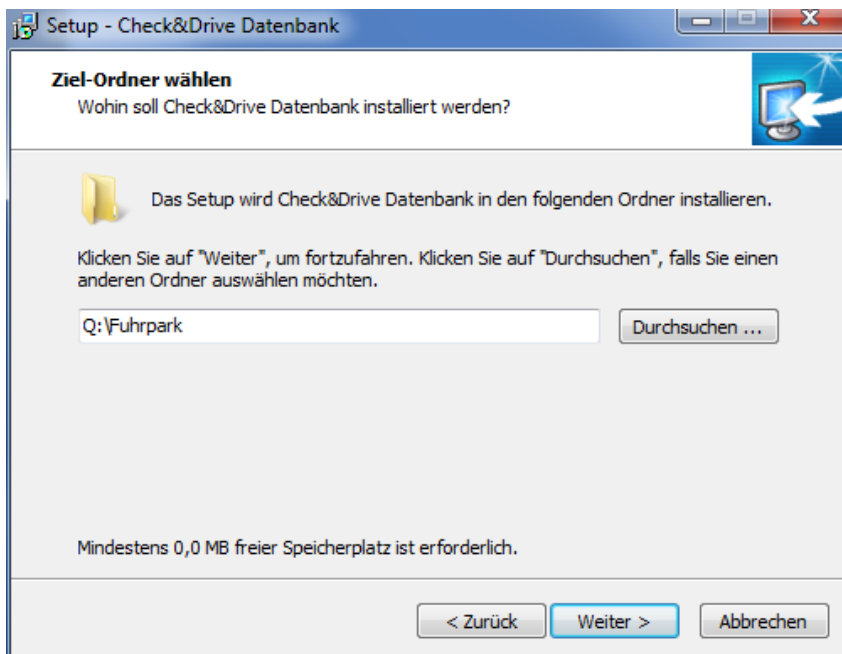 Setup - Check&Drive Datenbank
Ziel-Ordner wählen
Wohin soll Check&Drive Datenbank installiert werden?
Das Setup wird Check&Drive Datenbank in den folgenden Ordner installieren.
Klicken Sie auf "Weiter", um fortzufahren. Klicken Sie auf "Durchsuchen", falls Sie einen
anderen Ordner auswählen möchten.
Q:\Fuhrpark
Durchsuchen ...
Mindestens 0,0 MB freier Speicherplatz ist erforderlich.
< Zurück
Weiter >
Abbrechen